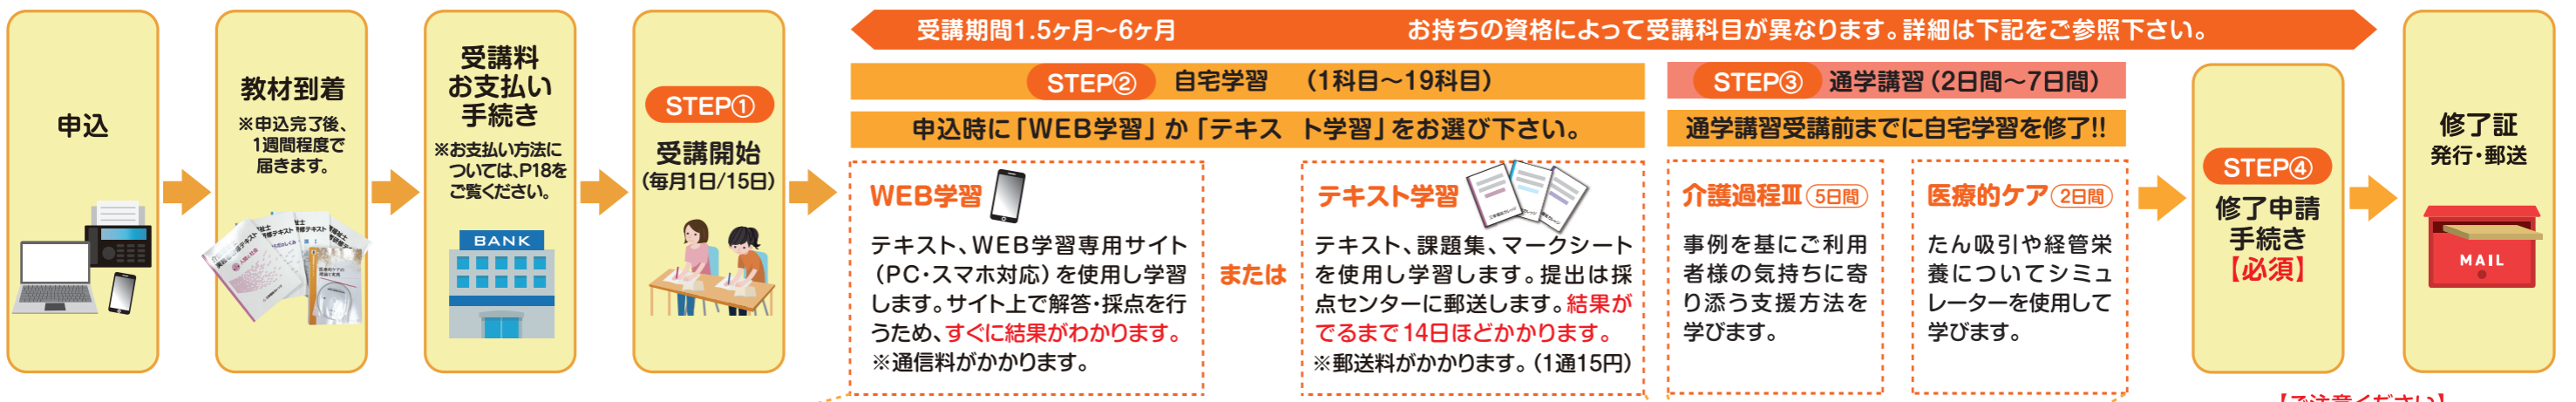 申込
教材到着
※申込完了後、
1週間程度で
届きます。
受講料
お支払い
手続き
※お支払い方法に
ついては、P18を
ご覧ください。
BANK
STEP①
受講開始
(毎月1日/15日)
受講期間1.5ヶ月～6ヶ月
お持ちの資格によって受講科目が異なります。詳細は下記をご参照下さい。
STEP② 自宅学習 (1科目～19科目)
申込時に「WEB学習」か「テキス ト学習」をお選び下さい。
WEB学習
テキスト、WEB学習専用サイト
(PC・スマホ対応)を使用し学習
します。サイト上で解答・採点を行
うため、すぐに結果がわかります。
※通信料がかかります。
または
テキスト学習
テキスト、課題集、マークシート
を使用し学習します。提出は採
点センターに郵送します。結果が
でるまで14日ほどかかります。
※郵送料がかかります。(1通15円)
STEP③ 通学講習(2日間～7日間)
通学講習受講前までに自宅学習を修了!!
介護過程Ⅲ 5日間
事例を基にご利用
者様の気持ちに寄
り添う支援方法を
学びます。
医療的ケア 2日間
たん吸引や経管栄
養についてシミュ
レーターを使用して
学びます。
STEP④
修了申請
手続き
【必須】
修了証
発行・郵送
MAIL
【ご注意ください】